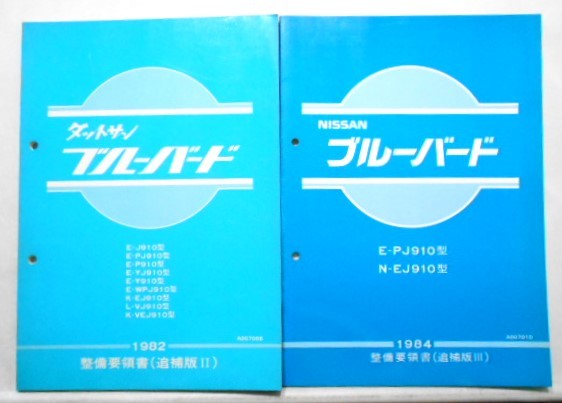 ダットサン
ブルーバード
E-J910型
E-PJ910型
E-P910型
E-YJ910型
E-Y910型
E-WPJ910型
K-EJ910型
L-VJ910型
K-VEJ910型
1982
整備要領書(追補版II)
NISSAN
ブルーバード
E-PJ910型
N-EJ910型
A007010
1984
整備要領書(追補版III)